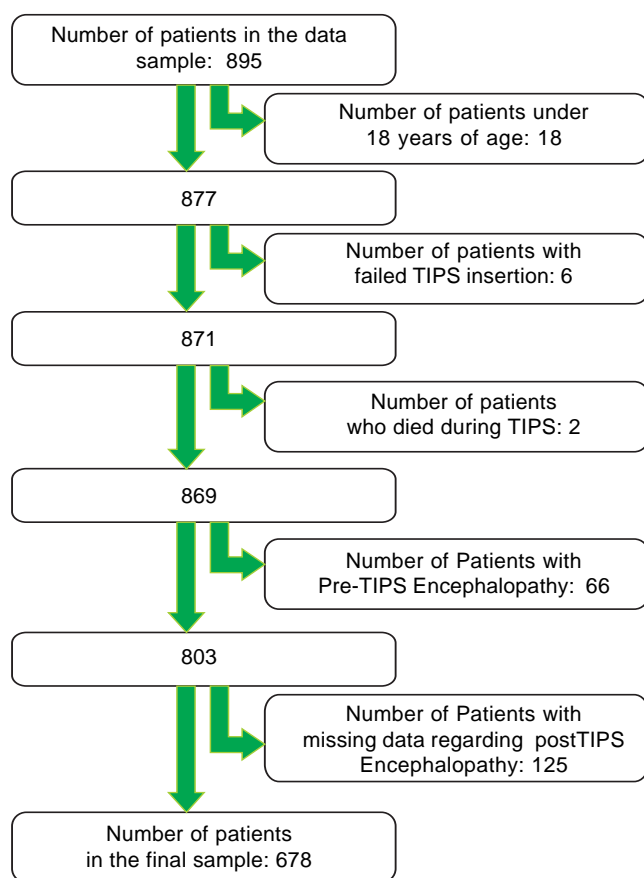 Number of patients in the data
sample: 895
Number of patients under
18 years of age: 18
877
Number of patients with
failed TIPS insertion: 6
871
Number of patients
who died during TIPS: 2
869
Number of Patients with
Pre-TIPS Encephalopathy: 66
803
Number of Patients with
missing data regarding postTIPS
Encephalopathy: 125
Number of patients
in the final sample: 678